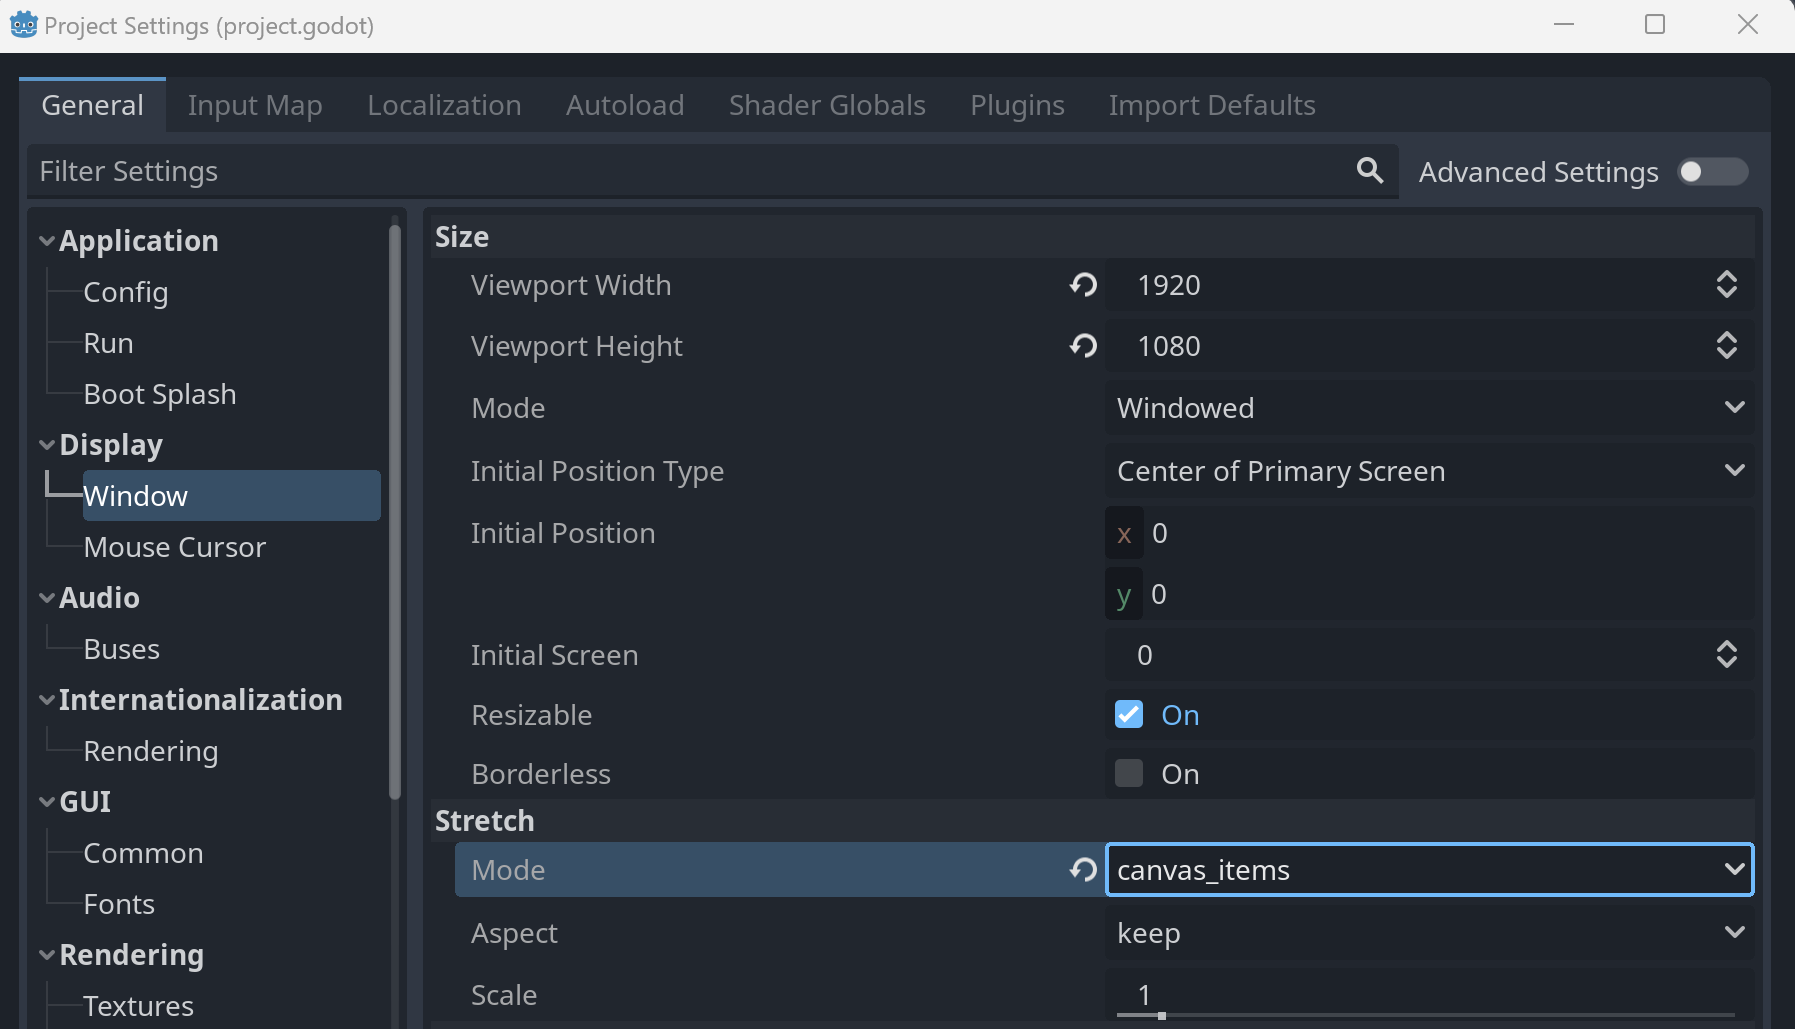 Project Settings (project.godot)
General Input Map Localization Autoload Shader Globals Plugins Import Defaults
Filter Settings Advanced Settings
Application
Config
Run
Boot Splash
Display
Window
Mouse Cursor
Audio
Buses
Internationalization
Rendering
GUI
Common
Fonts
Rendering
Textures
Size
Viewport Width 1920
Viewport Height 1080
Mode Windowed
Initial Position Type Center of Primary Screen
Initial Position x 0
y 0
Initial Screen 0
Resizable On
Borderless On
Stretch
Mode canvas_items
Aspect keep
Scale 1